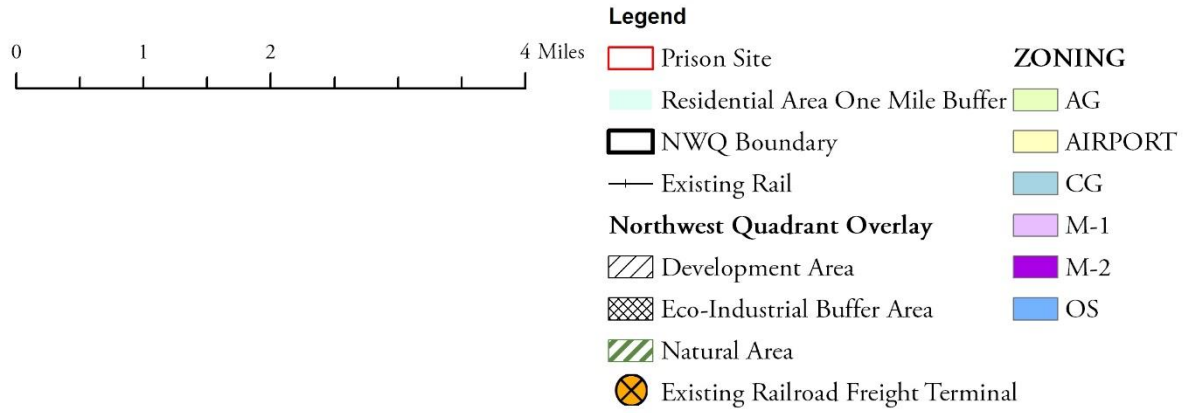 0 1 2 4 Miles
Legend
Prison Site
Residential Area One Mile Buffer
NWQ Boundary
Existing Rail
Northwest Quadrant Overlay
Development Area
Eco-Industrial Buffer Area
Natural Area
Existing Railroad Freight Terminal
ZONING
AG
AIRPORT
CG
M-1
M-2
OS